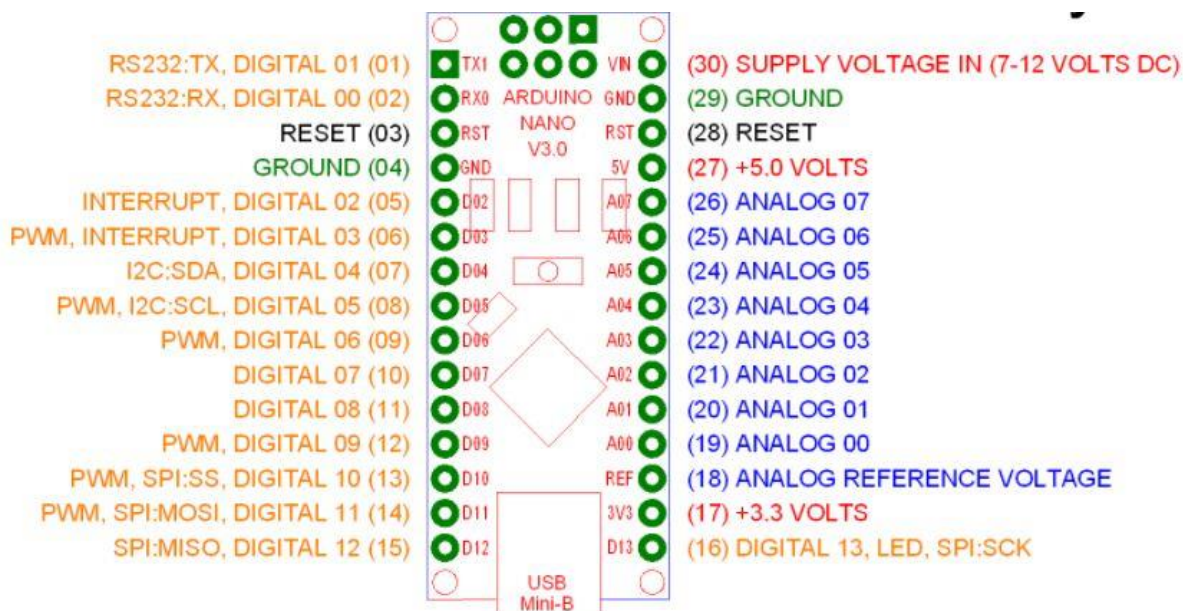 RS232:TX, DIGITAL 01 (01) TX1 VIN (30) SUPPLY VOLTAGE IN (7-12 VOLTS DC)
RS232:RX, DIGITAL 00 (02) RX0 ARDUINO GND (29) GROUND
NANO
RESET (03) RST RST (28) RESET
V3.0
GROUND (04) GND 5V (27) +5.0 VOLTS
INTERRUPT, DIGITAL 02 (05) D02 A07 (26) ANALOG 07
PWM, INTERRUPT, DIGITAL 03 (06) D03 A06 (25) ANALOG 06
I2C:SDA, DIGITAL 04 (07) D04 A05 (24) ANALOG 05
PWM, I2C:SCL, DIGITAL 05 (08) D05 A04 (23) ANALOG 04
PWM, DIGITAL 06 (09) D06 A03 (22) ANALOG 03
DIGITAL 07 (10) D07 A02 (21) ANALOG 02
DIGITAL 08 (11) D08 A01 (20) ANALOG 01
PWM, DIGITAL 09 (12) D09 A00 (19) ANALOG 00
PWM, SPI:SS, DIGITAL 10 (13) D10 REF (18) ANALOG REFERENCE VOLTAGE
PWM, SPI:MOSI, DIGITAL 11 (14) D11 3V3 (17) +3.3 VOLTS
SPI:MISO, DIGITAL 12 (15) D12 D13 (16) DIGITAL 13, LED, SPI:SCK
USB
Mini-B